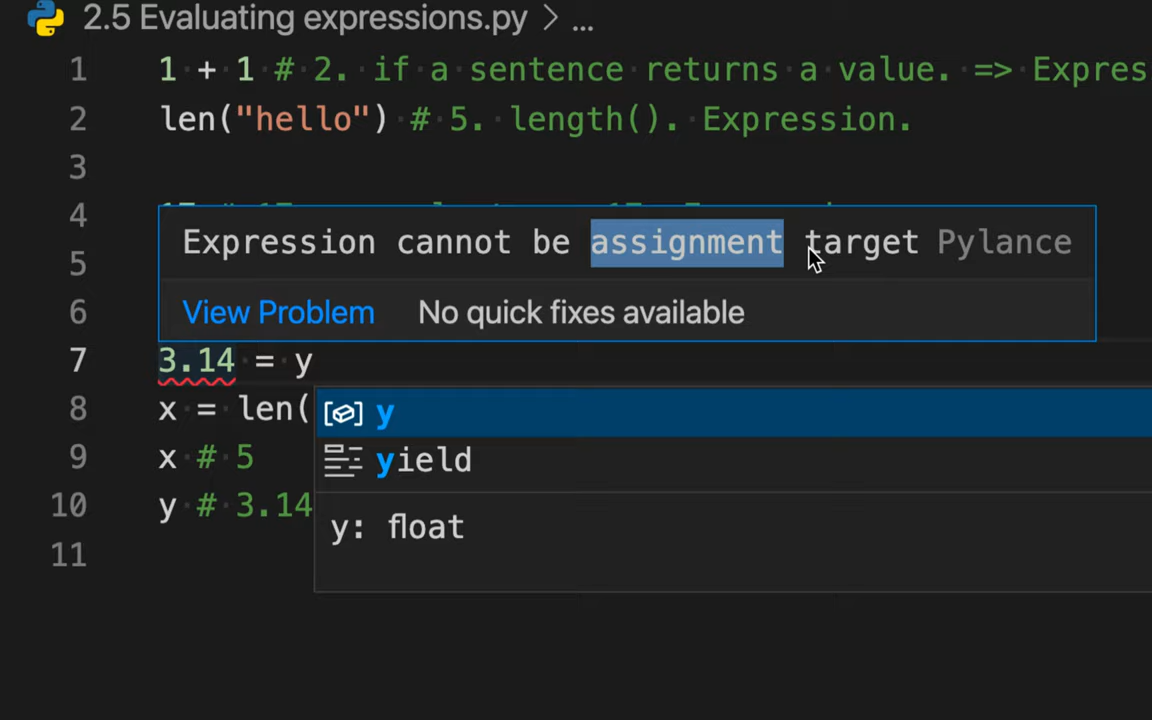 2.5 Evaluating expressions.py > ...
1 1 + 1 # 2. if a sentence returns a value. => Expres
2 len("hello") # 5. length(). Expression.
3
4
Expression cannot be assignment target Pylance
5
6 View Problem No quick fixes available
7 3.14 = y
8 x = len( y
9 x # 5 yield
10 y # 3.14
y: float
11